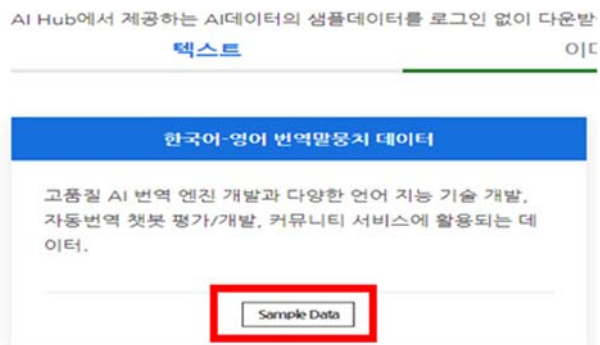 AI Hub에서 제공하는 AI데이터의 샘플데이터를 로그인 없이 다운받
텍스트
한국어-영어 번역말뭉치 데이터
고품질 AI 번역 엔진 개발과 다양한 언어 지능 기술 개발,
자동번역 챗봇 평가/개발, 커뮤니티 서비스에 활용되는 데
이터.
Sample Data